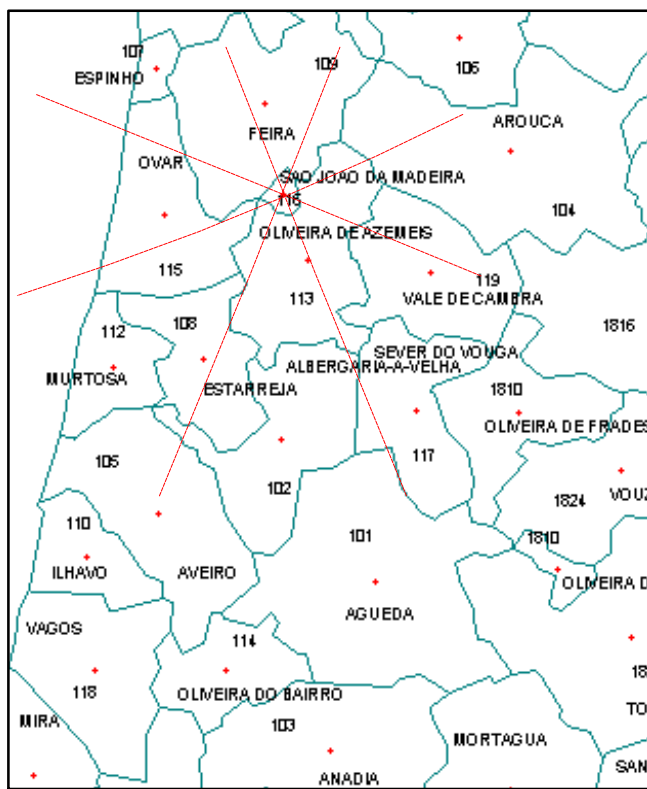 107
ESPINHO
109
106
FEIRA
AROUCA
OVAR
SAO JOAO DA MADEIRA
116
104
OLIVEIRA DE AZEMEIS
115
113
119
VALE DE CAMBRA
112
108
1816
SEVER DO VOUGA
ALBERGARIA-A-VELHA
MURTOSA
ESTARREJA
1810
OLIVEIRA DE FRADES
105
117
102
1824
VOUZ
110
101
1810
ILHAVO
AVEIRO
OLIVEIRA D
AGUEDA
VAGOS
114
118
OLIVEIRA DO BAIRRO
18
TO
MIRA
103
MORTAGUA
ANADIA
SAN